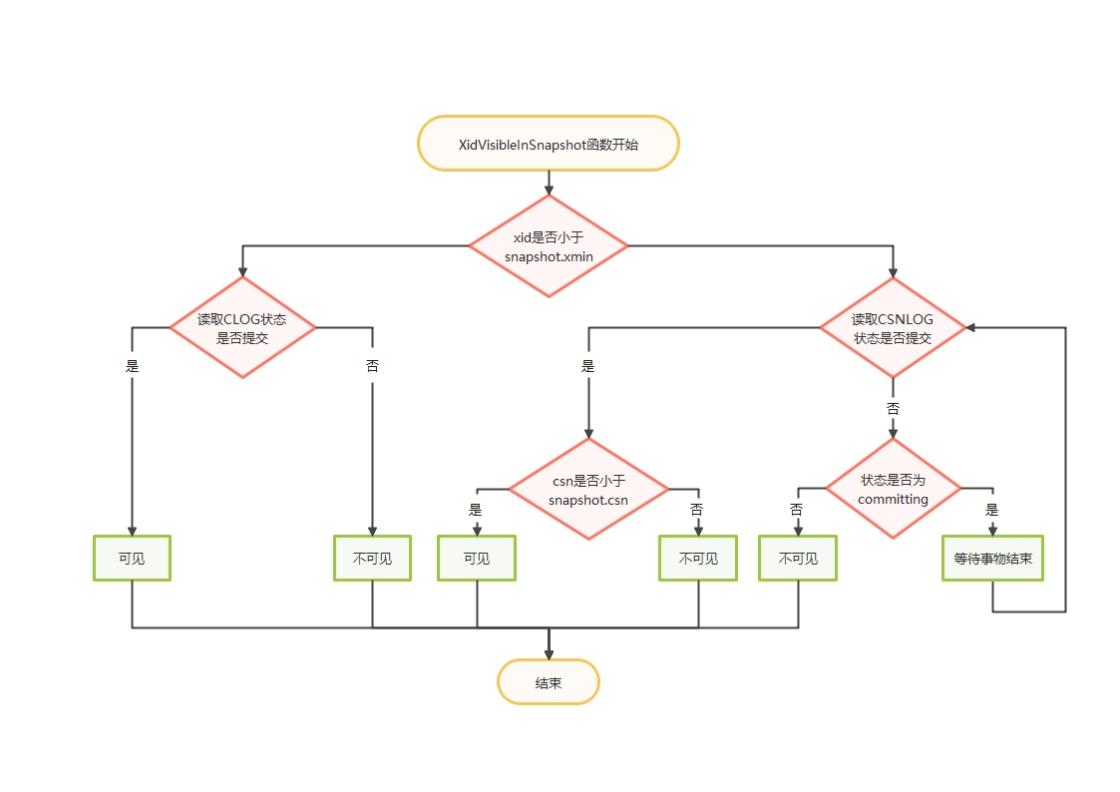 XidVisibleInSnapshot函数开始
xid是否小于
snapshot.xmin
读取CLOG状态
是否提交
读取CSNLOG
状态是否提交
是
否
是
否
csn是否小于
snapshot.csn
状态是否为
committing
是
否
否
是
可见
不可见
可见
不可见
不可见
等待事物结束
结束